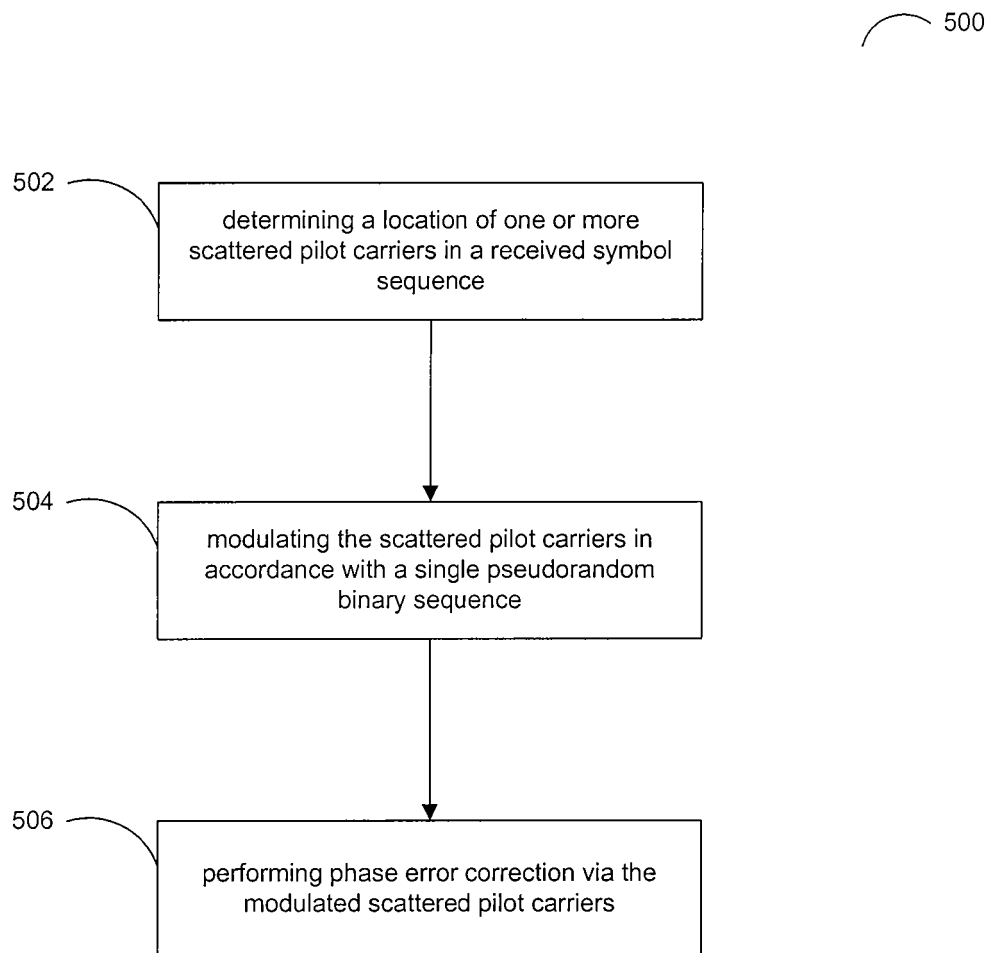 500
502
determining a location of one or more
scattered pilot carriers in a received symbol
sequence
504
modulating the scattered pilot carriers in
accordance with a single pseudorandom
binary sequence
506
performing phase error correction via the
modulated scattered pilot carriers